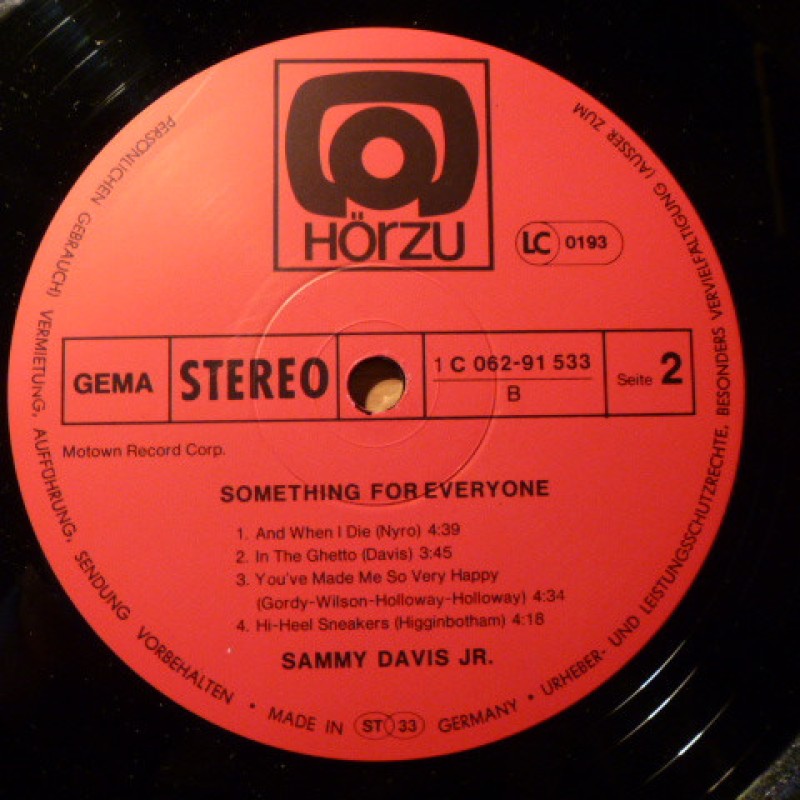 HÖRZU
LC 0193
GEMA
STEREO
1 C 062-91 533
B
Seite 2
Motown Record Corp.
SOMETHING FOR EVERYONE
1. And When I Die (Nyro) 4:39
2. In The Ghetto (Davis) 3:45
3. You've Made Me So Very Happy
(Gordy-Wilson-Holloway-Holloway) 4:34
4. Hi-Heel Sneakers (Higginbotham) 4:18
SAMMY DAVIS JR.
URHEBER- UND LEISTUNGSSCHUTZRECHTE, BESONDERS VERVIELFÄLTIGUNG (AUSSER ZUM
PERSÖNLICHEN GEBRAUCH) VERMIETUNG, AUFFÜHRUNG, SENDUNG VORBEHALTEN
• MADE IN ST 33 GERMANY •